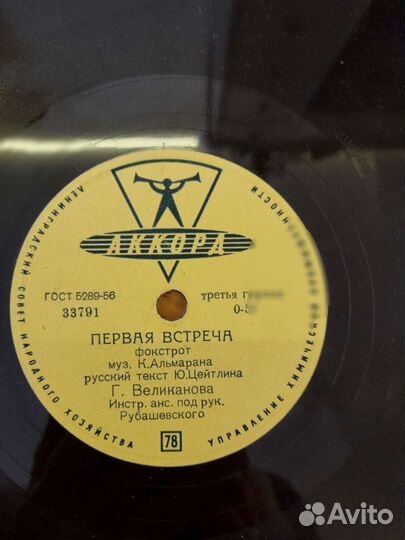 АККОРД
ЛЕНИНГРАДСКИЙ СОВЕТ НАРОДНОГО ХОЗЯЙСТВА
УПРАВЛЕНИЕ ХИМИЧЕСКОЙ
ГОСТ 5289-56
третья
33791
ПЕРВАЯ ВСТРЕЧА
фокстрот
муз. К.Альмарана
русский текст Ю.Цейтлина
Г. Великанова
Инстр. анс. под рук.
Рубашевского
78
Avito